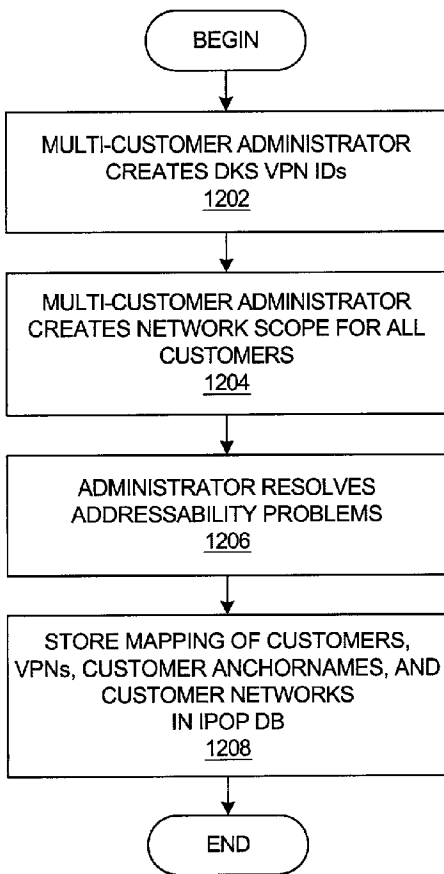 BEGIN
MULTI-CUSTOMER ADMINISTRATOR
CREATES DKS VPN IDs
1202
MULTI-CUSTOMER ADMINISTRATOR
CREATES NETWORK SCOPE FOR ALL
CUSTOMERS
1204
ADMINISTRATOR RESOLVES
ADDRESSABILITY PROBLEMS
1206
STORE MAPPING OF CUSTOMERS,
VPNs, CUSTOMER ANCHORNAMES, AND
CUSTOMER NETWORKS
IN IPOP DB
1208
END